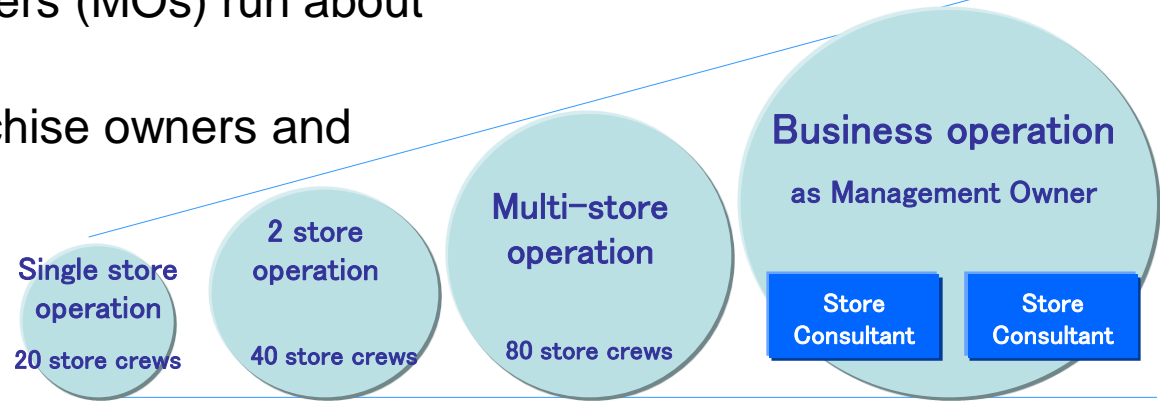 ers (MOs) run about
chise owners and
Business operation
as Management Owner
Multi-store
operation
2 store
operation
Single store
operation
Store
Consultant
Store
Consultant
20 store crews
40 store crews
80 store crews